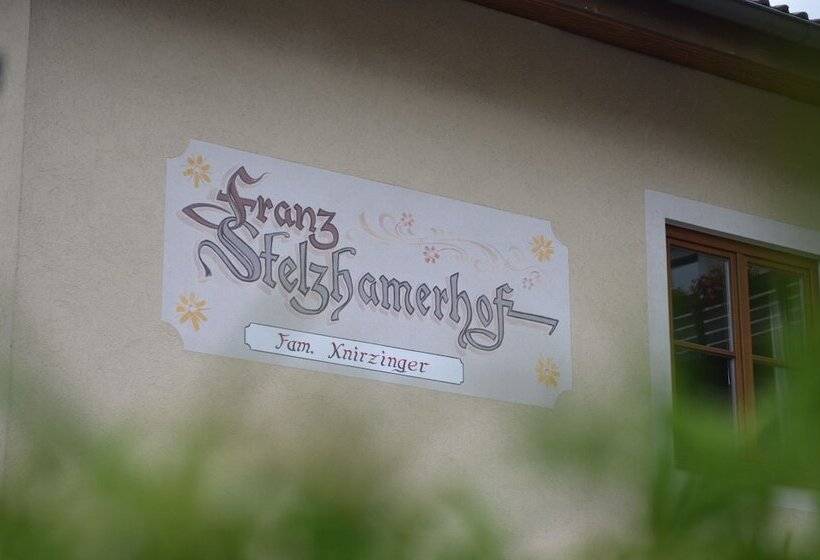 Franz
Stelzhamerhof
Fam. Knirzinger